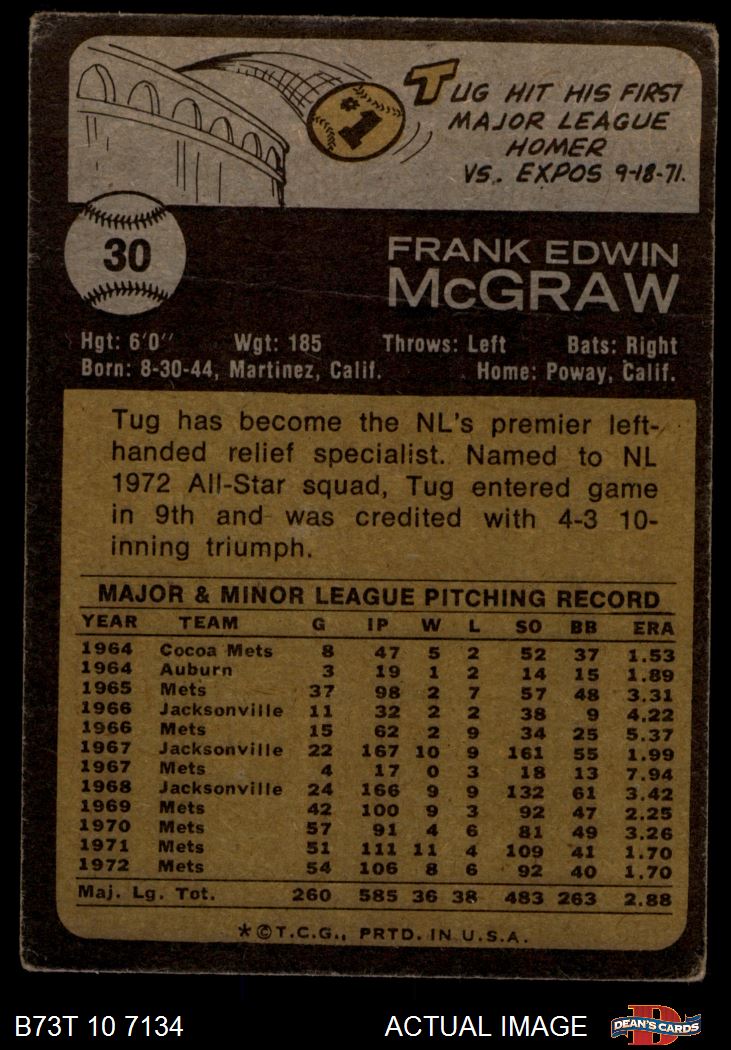 #1
TUG HIT HIS FIRST
MAJOR LEAGUE
HOMER
VS. EXPOS 9-18-71.
30
FRANK EDWIN
McGRAW
Hgt: 6'0" Wgt: 185 Throws: Left Bats: Right
Born: 8-30-44, Martinez, Calif. Home: Poway, Calif.
Tug has become the NL's premier left-
handed relief specialist. Named to NL
1972 All-Star squad, Tug entered game
in 9th and was credited with 4-3 10-
inning triumph.
MAJOR & MINOR LEAGUE PITCHING RECORD
YEAR TEAM G IP W L SO BB ERA
1964 Cocoa Mets 8 47 5 2 52 37 1.53
1964 Auburn 3 19 1 2 14 15 1.89
1965 Mets 37 98 2 7 57 48 3.31
1966 Jacksonville 11 32 2 2 38 9 4.22
1966 Mets 15 62 2 9 34 25 5.37
1967 Jacksonville 22 167 10 9 161 55 1.99
1967 Mets 4 17 0 3 18 13 7.94
1968 Jacksonville 24 166 9 9 132 61 3.42
1969 Mets 42 100 9 3 92 47 2.25
1970 Mets 57 91 4 6 81 49 3.26
1971 Mets 51 111 11 4 109 41 1.70
1972 Mets 54 106 8 6 92 40 1.70
Maj. Lg. Tot. 260 585 36 38 483 263 2.88
*©T.C.G., PRTD. IN U.S.A.
B73T 10 7134 ACTUAL IMAGE DEAN'S CARDS